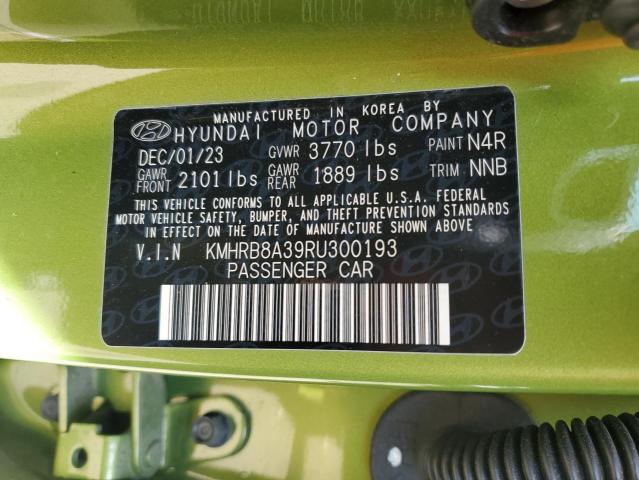 MANUFACTURED IN KOREA BY
HYUNDAI MOTOR COMPANY
DEC/01/23 GVWR 3770 lbs PAINT N4R
GAWR FRONT 2101 lbs GAWR REAR 1889 lbs TRIM NNB
THIS VEHICLE CONFORMS TO ALL APPLICABLE U.S.A. FEDERAL
MOTOR VEHICLE SAFETY, BUMPER, AND THEFT PREVENTION STANDARDS
IN EFFECT ON THE DATE OF MANUFACTURE SHOWN ABOVE
V.I.N KMHRB8A39RU300193
PASSENGER CAR